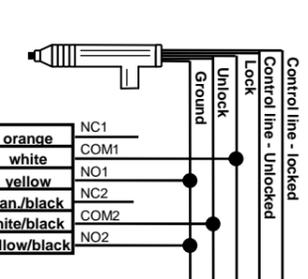 Ground
Unlock
Lock
Control line - Unlocked
Control line - locked
orange NC1
white COM1
yellow NO1
an./black NC2
ite/black COM2
llow/black NO2